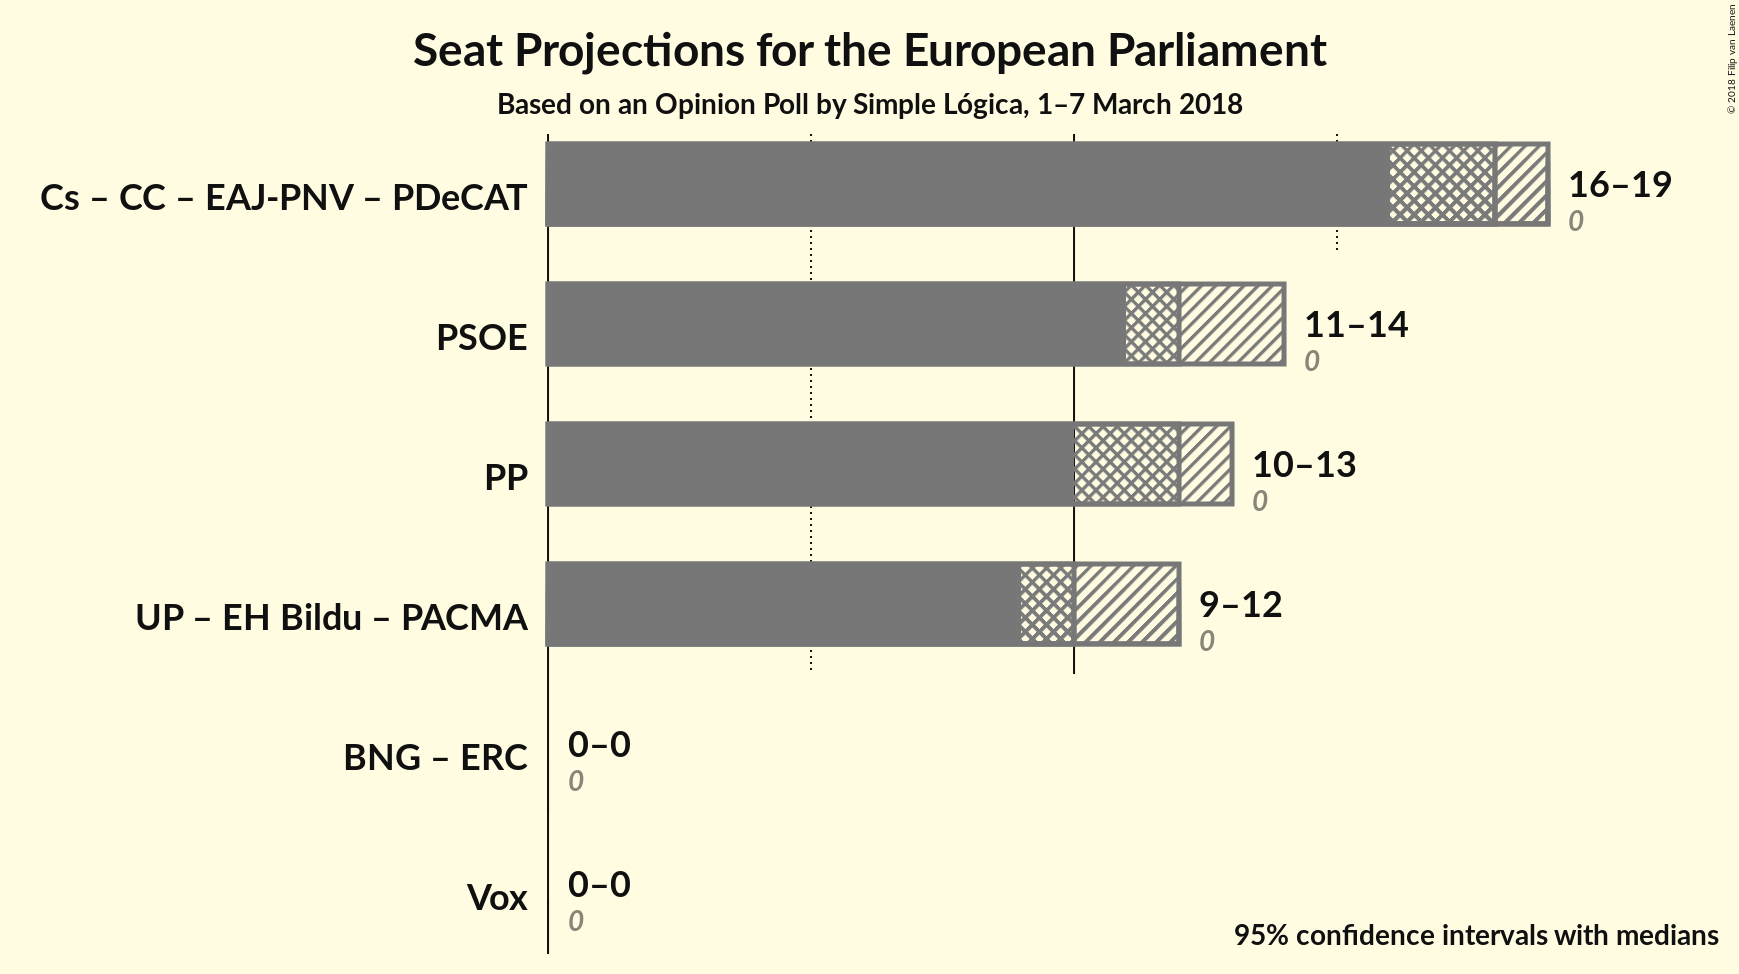 Seat Projections for the European Parliament
Based on an Opinion Poll by Simple Lógica, 1–7 March 2018
© 2018 Filip van Laenen
Cs – CC – EAJ-PNV – PDeCAT
16–19
0
PSOE
11–14
0
PP
10–13
0
UP – EH Bildu – PACMA
9–12
0
BNG – ERC
0–0
0
Vox
0–0
0
95% confidence intervals with medians